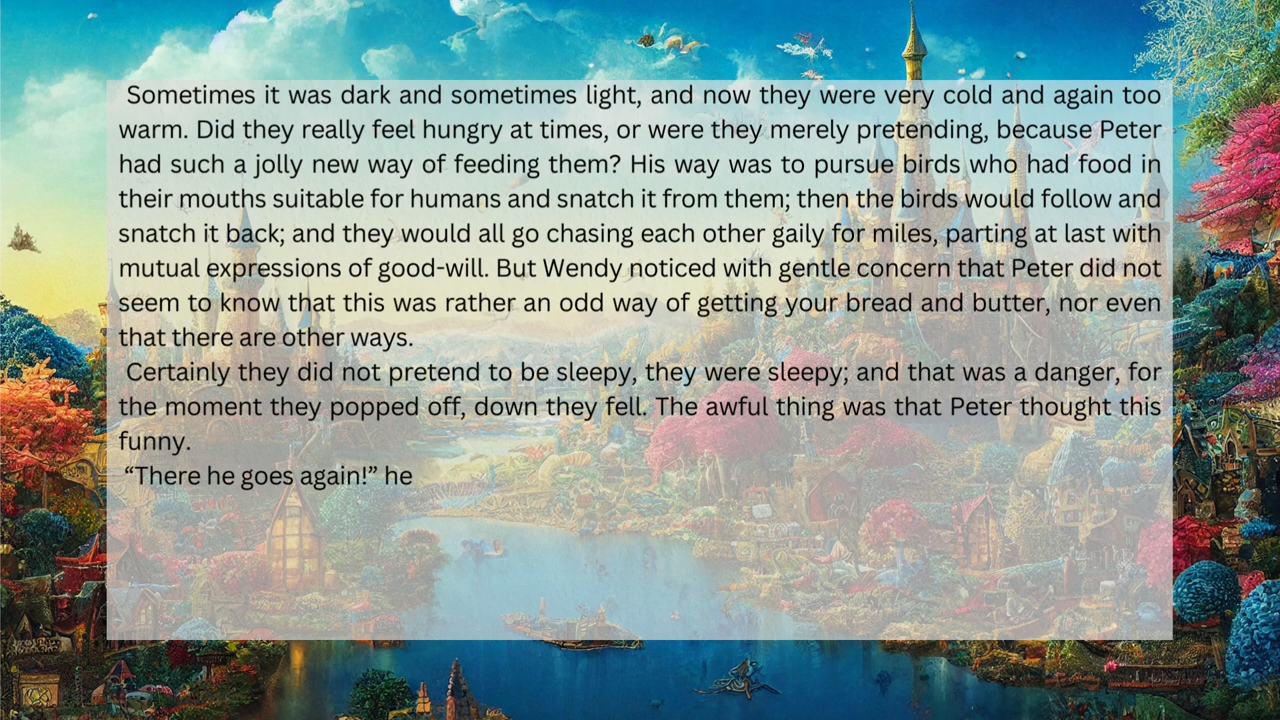 Sometimes it was dark and sometimes light, and now they were very cold and again too
warm. Did they really feel hungry at times, or were they merely pretending, because Peter
had such a jolly new way of feeding them? His way was to pursue birds who had food in
their mouths suitable for humans and snatch it from them; then the birds would follow and
snatch it back; and they would all go chasing each other gaily for miles, parting at last with
mutual expressions of good-will. But Wendy noticed with gentle concern that Peter did not
seem to know that this was rather an odd way of getting your bread and butter, nor even
that there are other ways.
Certainly they did not pretend to be sleepy, they were sleepy; and that was a danger, for
the moment they popped off, down they fell. The awful thing was that Peter thought this
funny.
“There he goes again!” he